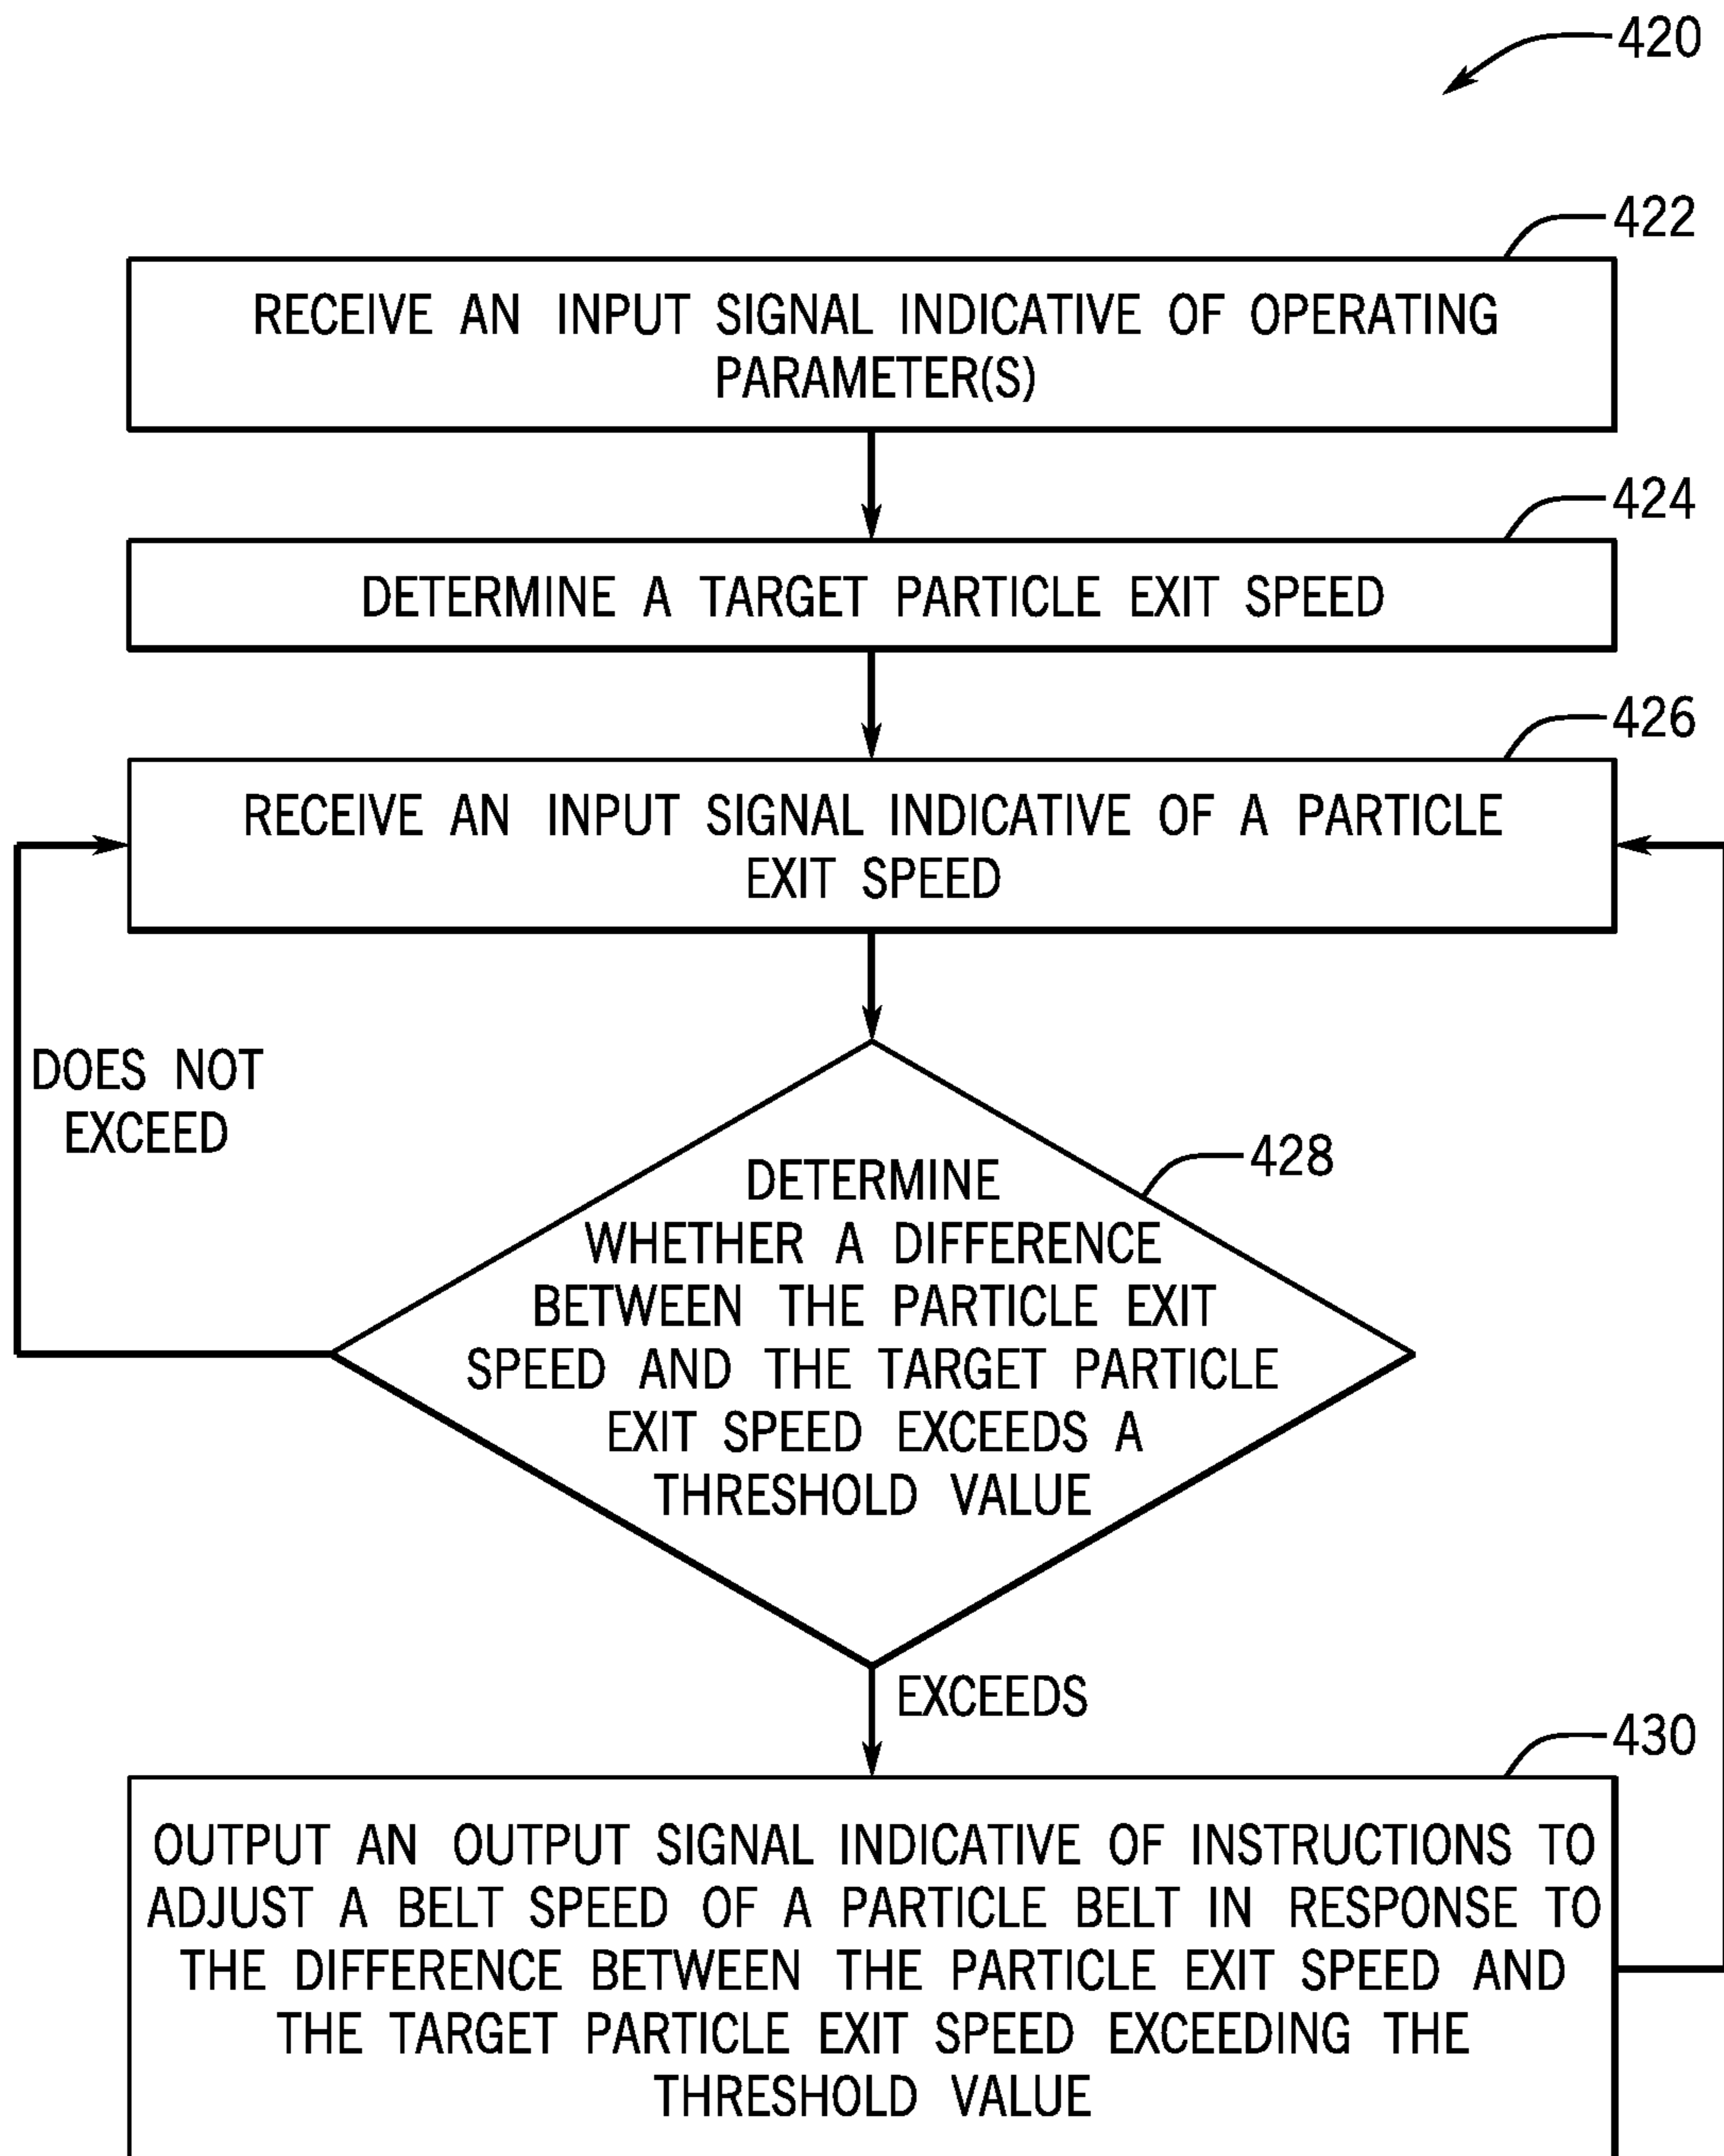 420
422
RECEIVE AN INPUT SIGNAL INDICATIVE OF OPERATING
PARAMETER(S)
424
DETERMINE A TARGET PARTICLE EXIT SPEED
426
RECEIVE AN INPUT SIGNAL INDICATIVE OF A PARTICLE
EXIT SPEED
DOES NOT
EXCEED
428
DETERMINE
WHETHER A DIFFERENCE
BETWEEN THE PARTICLE EXIT
SPEED AND THE TARGET PARTICLE
EXIT SPEED EXCEEDS A
THRESHOLD VALUE
EXCEEDS
430
OUTPUT AN OUTPUT SIGNAL INDICATIVE OF INSTRUCTIONS TO
ADJUST A BELT SPEED OF A PARTICLE BELT IN RESPONSE TO
THE DIFFERENCE BETWEEN THE PARTICLE EXIT SPEED AND
THE TARGET PARTICLE EXIT SPEED EXCEEDING THE
THRESHOLD VALUE